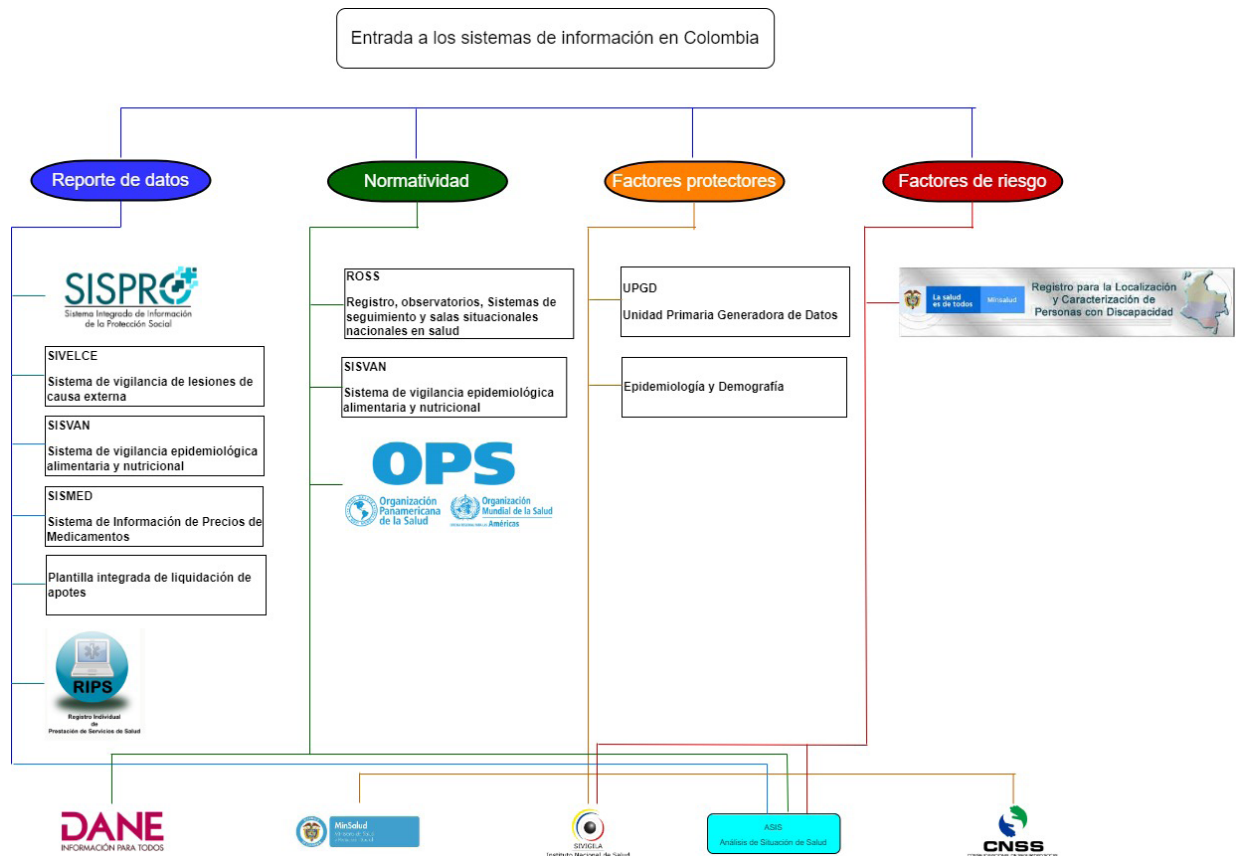 Entrada a los sistemas de información en Colombia
Reporte de datos
Normatividad
Factores protectores
Factores de riesgo
SISPRO
Sistema Integrado de Información
de la Protección Social
SIVELCE
Sistema de vigilancia de lesiones de
causa externa
SISVAN
Sistema de vigilancia epidemiológica
alimentaria y nutricional
SISMED
Sistema de Información de Precios de
Medicamentos
Plantilla integrada de liquidación de
apotes
RIPS
Registro Individual
de
Prestación de Servicios de Salud
ROSS
Registro, observatorios, Sistemas de
seguimiento y salas situacionales
nacionales en salud
SISVAN
Sistema de vigilancia epidemiológica
alimentaria y nutricional
OPS
Organización
Panamericana
de la Salud
Organización
Mundial de la Salud
Américas
UPGD
Unidad Primaria Generadora de Datos
Epidemiología y Demografía
La salud
es de todos
Minsalud
Registro para la Localización
y Caracterización de
Personas con Discapacidad
DANE
INFORMACIÓN PARA TODOS
MinSalud
SIVIGILA
Instituto Nacional de Salud
ASIS
Análisis de Situación de Salud
CNSS